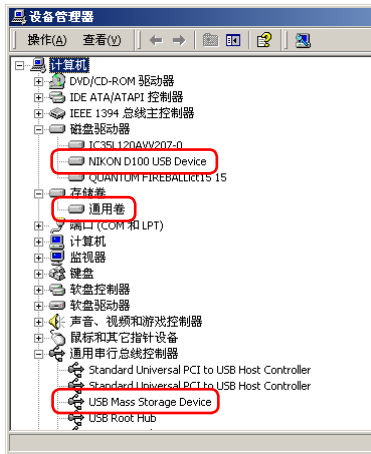 设备管理器
操作(A) 查看(V)
计算机
DVD/CD-ROM 驱动器
IDE ATA/ATAPI 控制器
IEEE 1394 总线主控制器
磁盘驱动器
IC35L120AVV207-0
NIKON D100 USB Device
QUANTUM FIREBALLlct15 15
存储卷
通用卷
端口 (COM 和 LPT)
计算机
监视器
键盘
软盘控制器
软盘驱动器
声音、视频和游戏控制器
鼠标和其它指针设备
通用串行总线控制器
Standard Universal PCI to USB Host Controller
Standard Universal PCI to USB Host Controller
USB Mass Storage Device
USB Root Hub